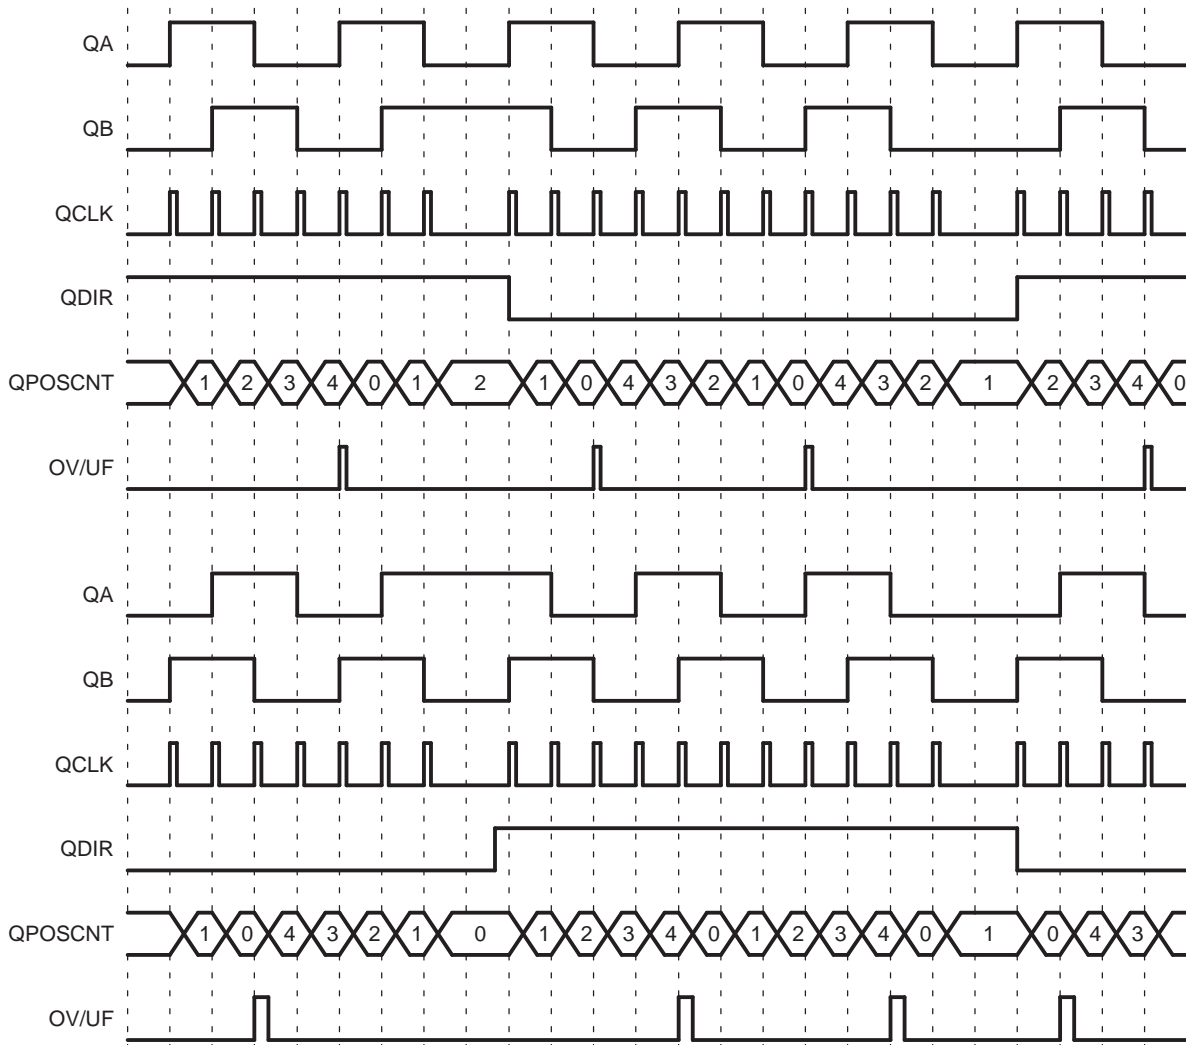 QA
QB
QCLK
QDIR
QPOSCNT 1 2 3 4 0 1 2 1 0 4 3 2 1 0 4 3 2 1 2 3 4 0
OV/UF
QA
QB
QCLK
QDIR
QPOSCNT 1 0 4 3 2 1 0 1 2 3 4 0 1 2 3 4 0 1 0 4 3
OV/UF